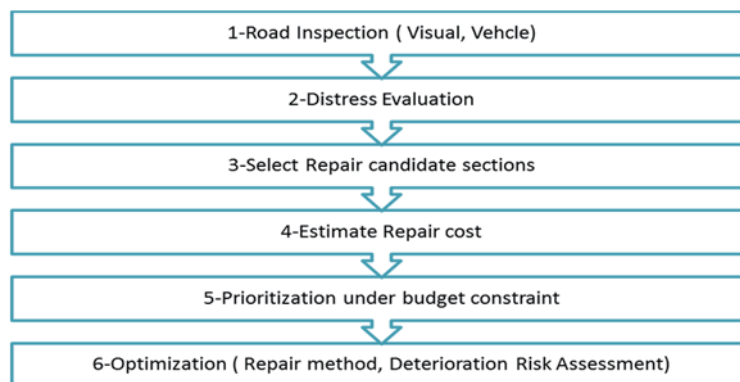 1-Road Inspection ( Visual, Vehcle)
2-Distress Evaluation
3-Select Repair candidate sections
4-Estimate Repair cost
5-Prioritization under budget constraint
6-Optimization ( Repair method, Deterioration Risk Assessment)